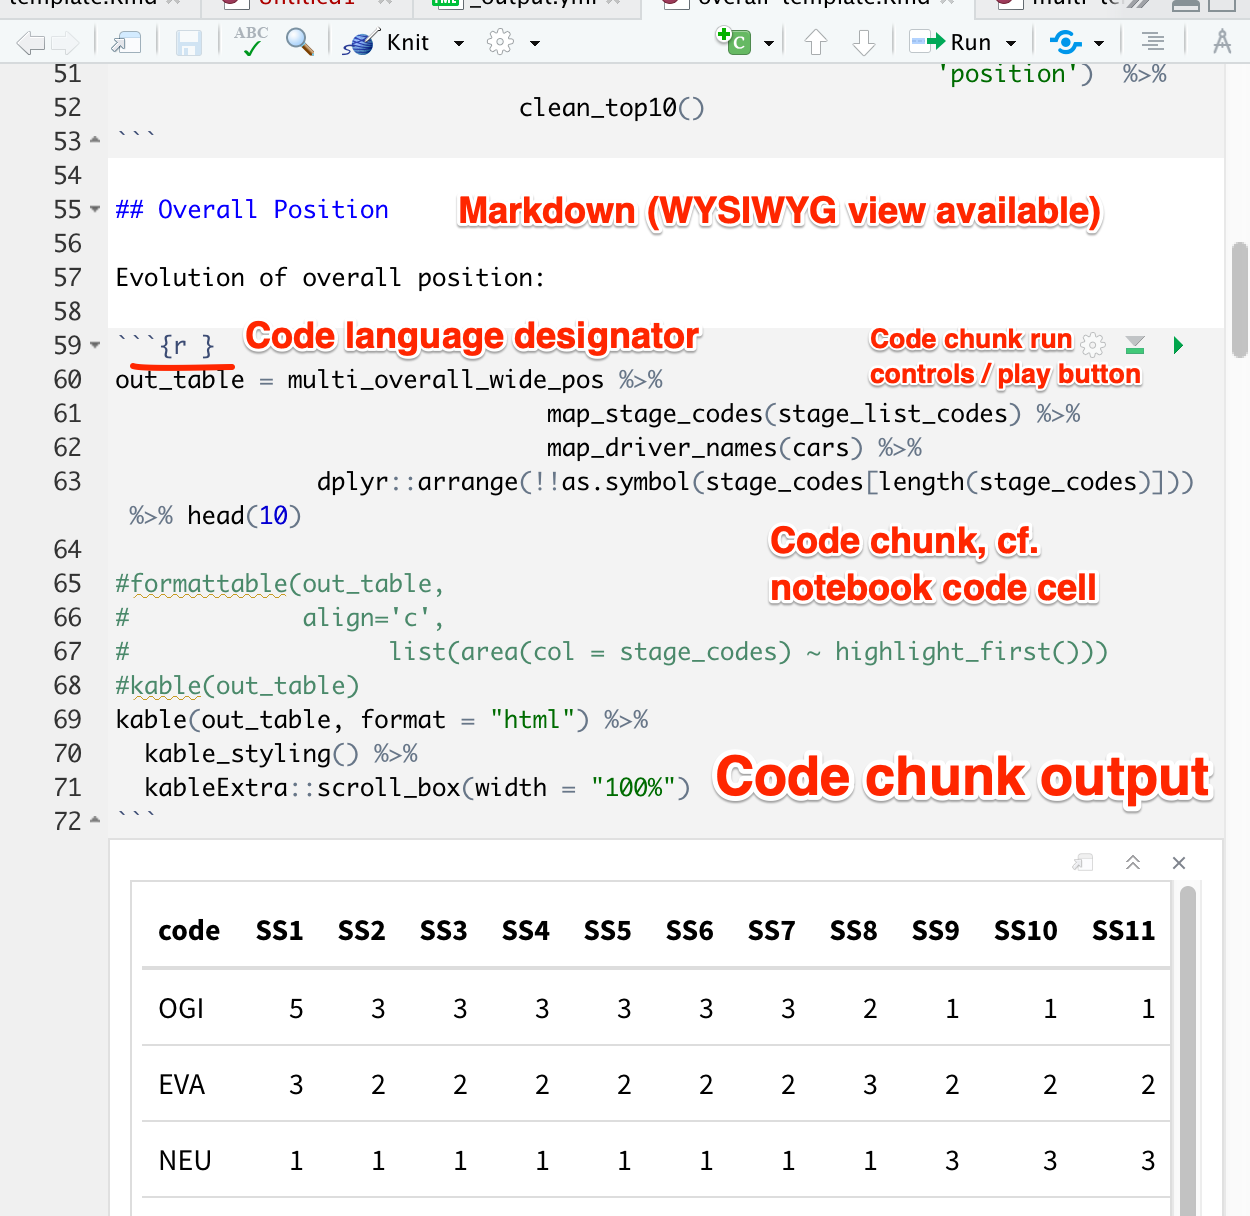 template.Rmd
Untitled1
_output.yml
overall-template.Rmd
ABC
Knit
C
Run
51 'position') %>%
52 clean_top10()
53 ```
54
55 ## Overall Position
Markdown (WYSIWYG view available)
56
57 Evolution of overall position:
58
59 ```{r }
Code language designator
Code chunk run
controls / play button
60 out_table = multi_overall_wide_pos %>%
61 map_stage_codes(stage_list_codes) %>%
62 map_driver_names(cars) %>%
63 dplyr::arrange(!!as.symbol(stage_codes[length(stage_codes)]))
%>% head(10)
Code chunk, cf.
notebook code cell
64
65 #formattable(out_table,
66 # align='c',
67 # list(area(col = stage_codes) ~ highlight_first()))
68 #kable(out_table)
69 kable(out_table, format = "html") %>%
70 kable_styling() %>%
71 kableExtra::scroll_box(width = "100%")
Code chunk output
72 ```
code SS1 SS2 SS3 SS4 SS5 SS6 SS7 SS8 SS9 SS10 SS11
OGI 5 3 3 3 3 3 3 2 1 1 1
EVA 3 2 2 2 2 2 2 3 2 2 2
NEU 1 1 1 1 1 1 1 1 3 3 3